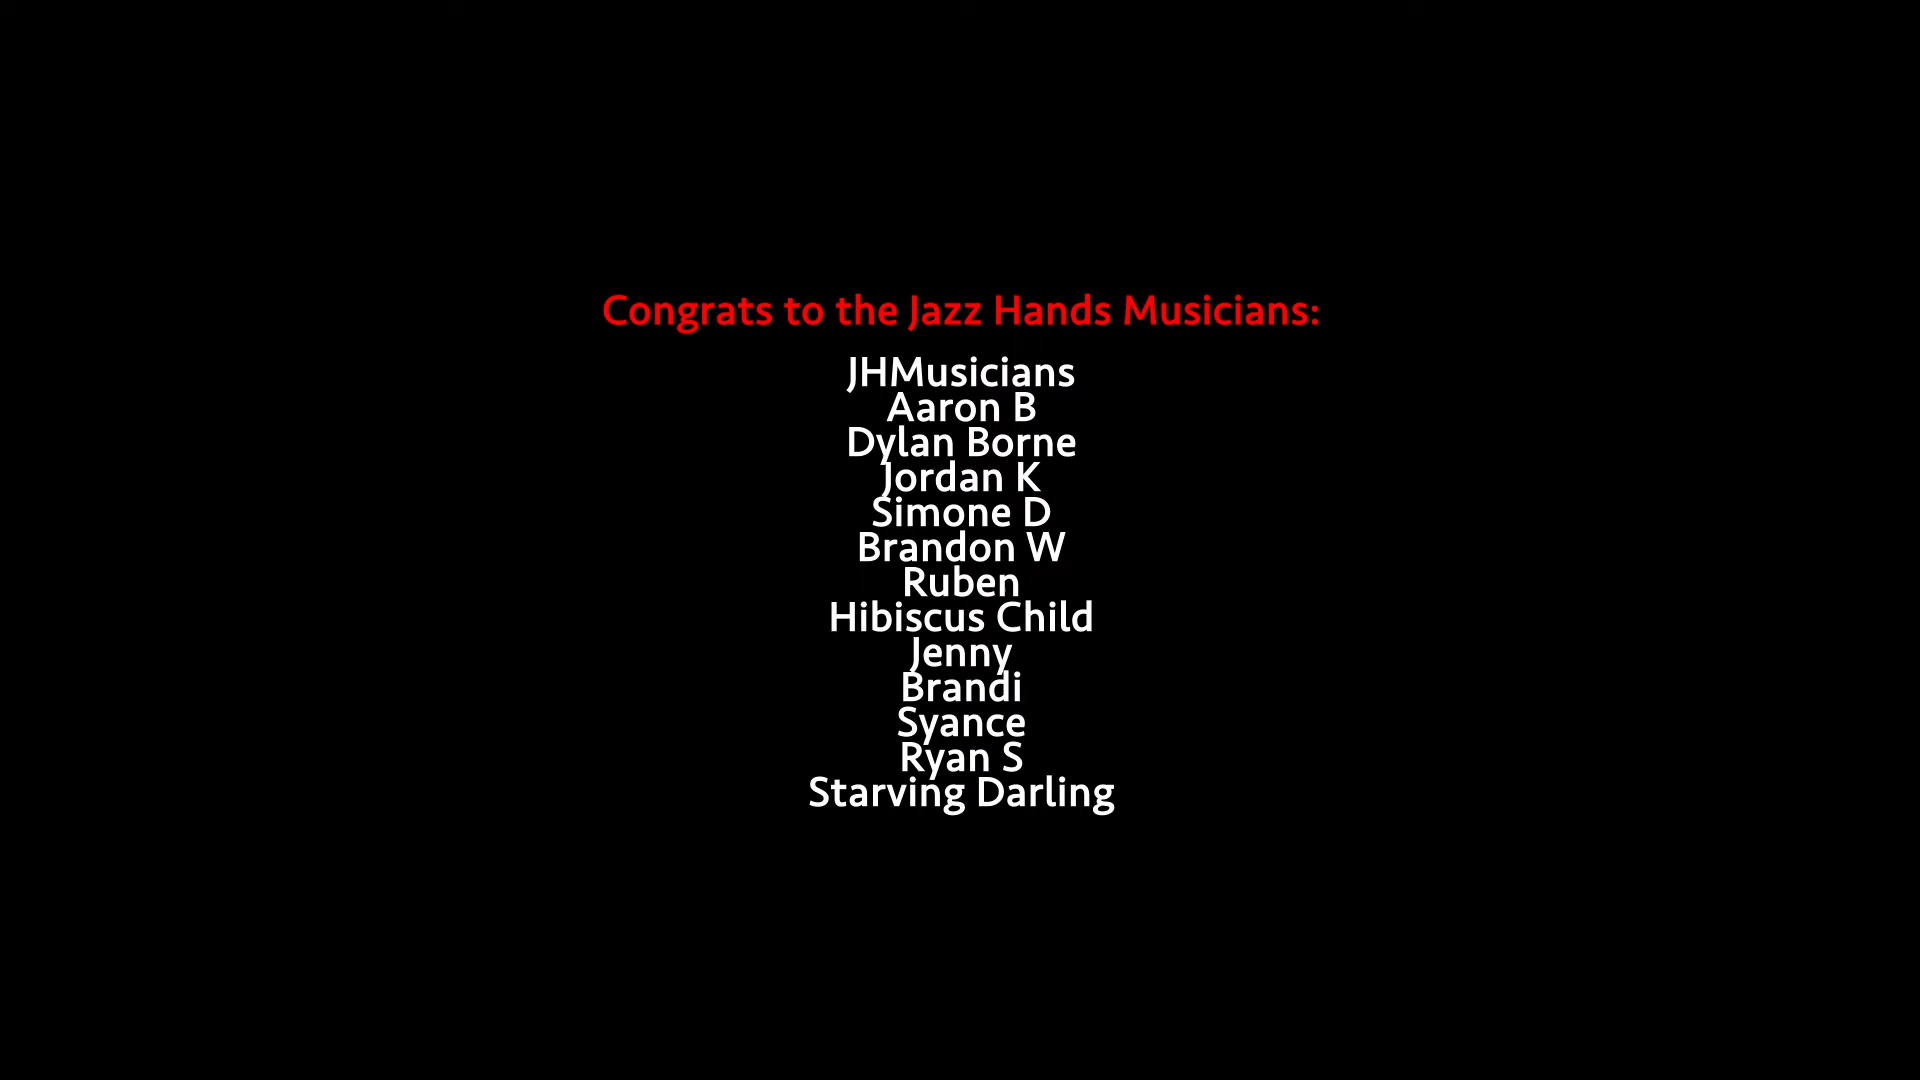 Congrats to the Jazz Hands Musicians:
JHMusicians
Aaron B
Dylan Borne
Jordan K
Simone D
Brandon W
Ruben
Hibiscus Child
Jenny
Brandi
Syance
Ryan S
Starving Darling